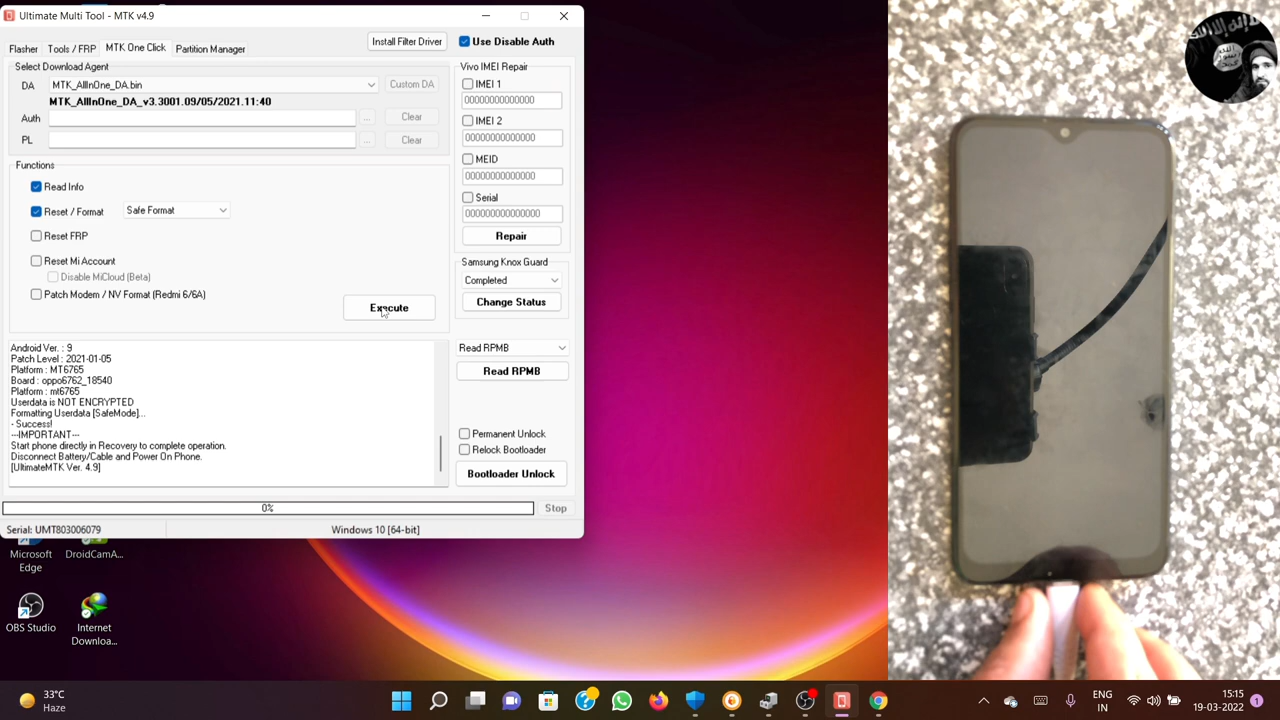 Ultimate Multi Tool - MTK v4.9
Flasher
Tools / FRP
MTK One Click
Partition Manager
Install Filter Driver
Use Disable Auth
Select Download Agent
DA
MTK_AllInOne_DA.bin
Custom DA
MTK_AllInOne_DA_v3.3001.09/05/2021.11:40
Auth
...
Clear
PL
...
Clear
Functions
Read Info
Reset / Format
Safe Format
Reset FRP
Reset Mi Account
Disable MiCloud (Beta)
Patch Modem / NV Format (Redmi 6/6A)
Execute
Vivo IMEI Repair
IMEI 1
00000000000000
IMEI 2
00000000000000
MEID
00000000000000
Serial
000000000000000
Repair
Samsung Knox Guard
Completed
Change Status
Read RPMB
Read RPMB
Permanent Unlock
Relock Bootloader
Bootloader Unlock
Android Ver. : 9
Patch Level : 2021-01-05
Platform : MT6765
Board : oppo6762_18540
Platform : mt6765
Userdata is NOT ENCRYPTED
Formatting Userdata [SafeMode]...
- Success!
---IMPORTANT---
Start phone directly in Recovery to complete operation.
Disconnect Battery/Cable and Power On Phone.
[UltimateMTK Ver. 4.9]
0%
Stop
Serial: UMT803006079
Windows 10 [64-bit]
Microsoft
Edge
DroidCamA...
OBS Studio
Internet
Downloa...
33°C
Haze
ENG
IN
15:15
19-03-2022
1